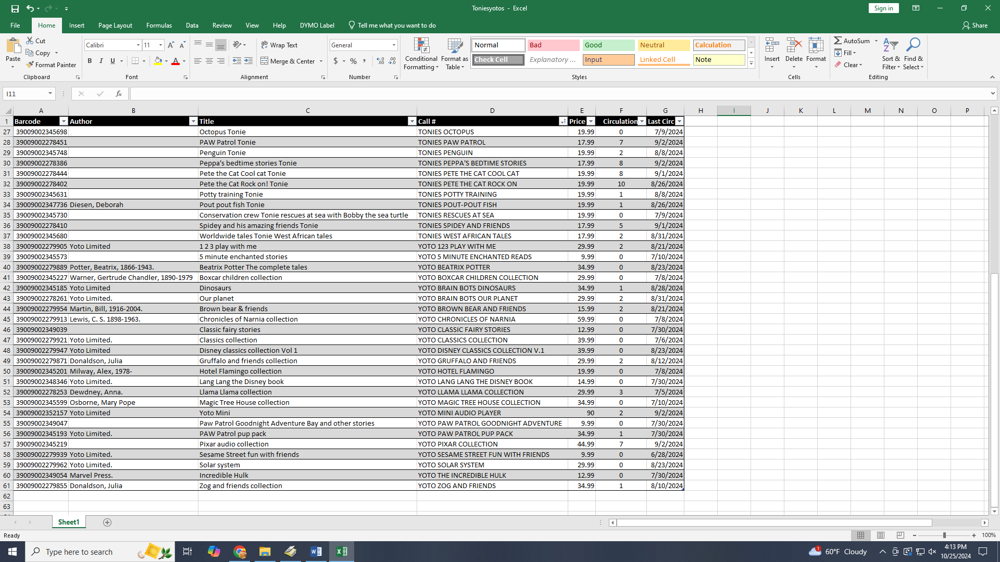 Toniesyotos - Excel
Sign in
File Home Insert Page Layout Formulas Data Review View Help DYMO Label Tell me what you want to do Share
Paste Cut Copy Format Painter Clipboard
Calibri 11 A A B I U A Font
Wrap Text Merge & Center Alignment
General $ % , Number
Conditional Formatting Format as Table
Normal Bad Good Neutral Calculation
Check Cell Explanatory ... Input Linked Cell Note
Styles
Insert Delete Format Cells
AutoSum Fill Clear Sort & Filter Find & Select Editing
I11 fx
A B C D E F G H I J K L M N O P
1 Barcode Author Title Call # Price Circulation Last Circ
27 39009002345698 Octopus Tonie TONIES OCTOPUS 19.99 0 7/9/2024
28 39009002278451 PAW Patrol Tonie TONIES PAW PATROL 17.99 7 9/2/2024
29 39009002345748 Penguin Tonie TONIES PENGUIN 19.99 2 8/8/2024
30 39009002278386 Peppa's bedtime stories Tonie TONIES PEPPA'S BEDTIME STORIES 17.99 8 9/2/2024
31 39009002278444 Pete the Cat Cool cat Tonie TONIES PETE THE CAT COOL CAT 19.99 8 9/1/2024
32 39009002278402 Pete the Cat Rock on! Tonie TONIES PETE THE CAT ROCK ON 19.99 10 8/26/2024
33 39009002345631 Potty training Tonie TONIES POTTY TRAINING 19.99 1 8/8/2024
34 39009002347736 Diesen, Deborah Pout pout fish Tonie TONIES POUT-POUT FISH 19.99 1 8/26/2024
35 39009002345730 Conservation crew Tonie rescues at sea with Bobby the sea turtle TONIES RESCUES AT SEA 19.99 0 7/9/2024
36 39009002278410 Spidey and his amazing friends Tonie TONIES SPIDEY AND FRIENDS 17.99 5 9/1/2024
37 39009002345680 Worldwide tales Tonie West African tales TONIES WEST AFRICAN TALES 17.99 2 8/31/2024
38 39009002279905 Yoto Limited 1 2 3 play with me YOTO 123 PLAY WITH ME 29.99 2 8/21/2024
39 39009002345573 5 minute enchanted stories YOTO 5 MINUTE ENCHANTED READS 9.99 0 7/10/2024
40 39009002279889 Potter, Beatrix, 1866-1943. Beatrix Potter The complete tales YOTO BEATRIX POTTER 34.99 0 8/23/2024
41 39009002345227 Warner, Gertrude Chandler, 1890-1979 Boxcar children collection YOTO BOXCAR CHILDREN COLLECTION 29.99 0 7/8/2024
42 39009002345185 Yoto Limited Dinosaurs YOTO BRAIN BOTS DINOSAURS 34.99 1 8/28/2024
43 39009002278261 Yoto Limited. Our planet YOTO BRAIN BOTS OUR PLANET 29.99 2 8/31/2024
44 39009002279954 Martin, Bill, 1916-2004. Brown bear & friends YOTO BROWN BEAR AND FRIENDS 15.99 2 8/21/2024
45 39009002279913 Lewis, C. S. 1898-1963. Chronicles of Narnia collection YOTO CHRONICLES OF NARNIA 59.99 0 7/8/2024
46 39009002349039 Classic fairy stories YOTO CLASSIC FAIRY STORIES 12.99 0 7/30/2024
47 39009002279921 Yoto Limited. Classics collection YOTO CLASSICS COLLECTION 39.99 0 7/6/2024
48 39009002279947 Yoto Limited Disney classics collection Vol 1 YOTO DISNEY CLASSICS COLLECTION V.1 39.99 0 8/23/2024
49 39009002279871 Donaldson, Julia Gruffalo and friends collection YOTO GRUFFALO AND FRIENDS 29.99 2 8/12/2024
50 39009002345201 Milway, Alex, 1978- Hotel Flamingo collection YOTO HOTEL FLAMINGO 19.99 0 7/8/2024
51 39009002348346 Yoto Limited. Lang Lang the Disney book YOTO LANG LANG THE DISNEY BOOK 14.99 0 7/30/2024
52 39009002278253 Dewdney, Anna. Llama Llama collection YOTO LLAMA LLAMA COLLECTION 29.99 3 7/5/2024
53 39009002345599 Osborne, Mary Pope Magic Tree House collection YOTO MAGIC TREE HOUSE COLLECTION 34.99 0 7/10/2024
54 39009002352157 Yoto Limited Yoto Mini YOTO MINI AUDIO PLAYER 90 2 9/2/2024
55 39009002349047 Paw Patrol Goodnight Adventure Bay and other stories YOTO PAW PATROL GOODNIGHT ADVENTURE 9.99 0 7/30/2024
56 39009002345193 Yoto Limited. PAW Patrol pup pack YOTO PAW PATROL PUP PACK 34.99 1 7/30/2024
57 39009002345219 Pixar audio collection YOTO PIXAR COLLECTION 44.99 7 9/2/2024
58 39009002279939 Yoto Limited. Sesame Street fun with friends YOTO SESAME STREET FUN WITH FRIENDS 9.99 0 6/28/2024
59 39009002279962 Yoto Limited. Solar system YOTO SOLAR SYSTEM 29.99 0 8/23/2024
60 39009002349054 Marvel Press. Incredible Hulk YOTO THE INCREDIBLE HULK 12.99 0 7/30/2024
61 39009002279855 Donaldson, Julia Zog and friends collection YOTO ZOG AND FRIENDS 34.99 1 8/10/2024
62
63
Sheet1
Ready 100%
Type here to search 1 60°F Cloudy 4:13 PM
10/25/2024